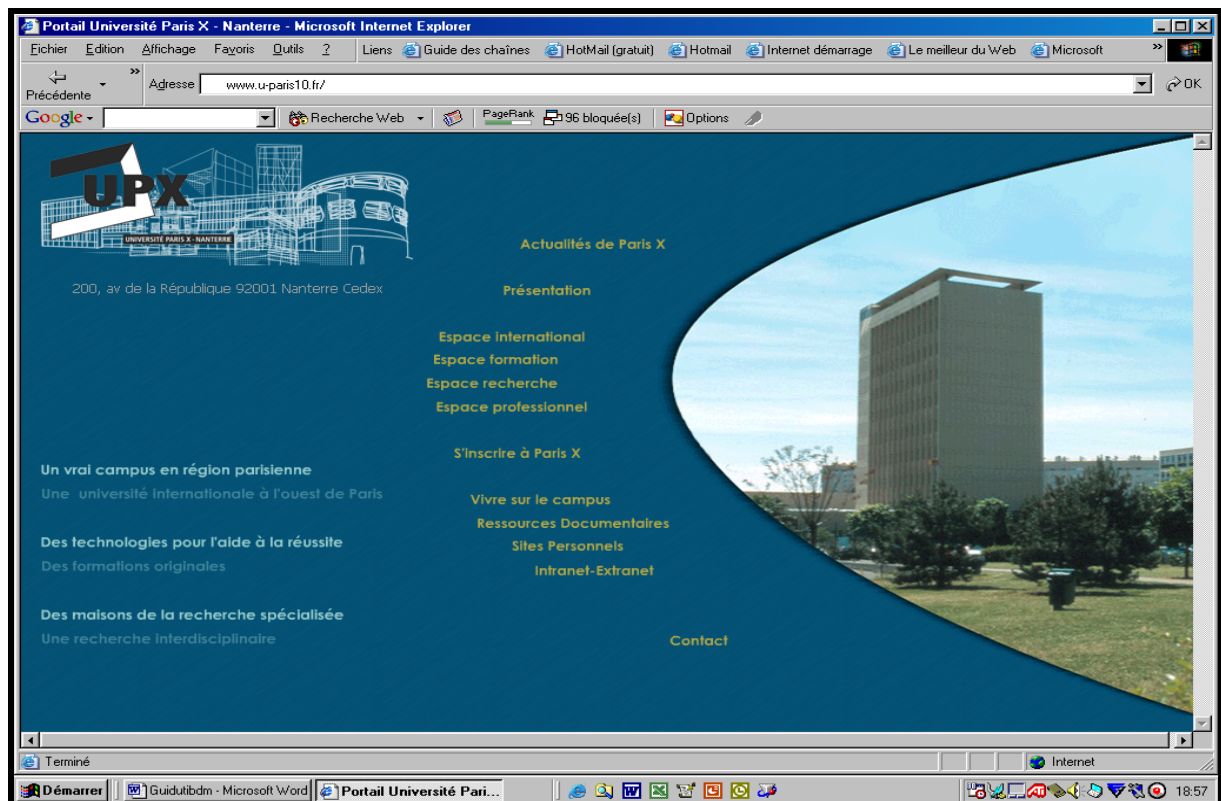 Portail Université Paris X - Nanterre - Microsoft Internet Explorer
Fichier Edition Affichage Favoris Outils ? Liens Guide des chaînes HotMail (gratuit) Hotmail Internet démarrage Le meilleur du Web Microsoft »
Précédente » Adresse www.u-paris10.fr/ OK
Google Recherche Web PageRank 96 bloquée(s) Options
UPX
UNIVERSITÉ PARIS X - NANTERRE
200, av de la République 92001 Nanterre Cedex
Actualités de Paris X
Présentation
Espace international
Espace formation
Espace recherche
Espace professionnel
S'inscrire à Paris X
Vivre sur le campus
Ressources Documentaires
Sites Personnels
Intranet-Extranet
Contact
Un vrai campus en région parisienne
Une université internationale à l'ouest de Paris
Des technologies pour l'aide à la réussite
Des formations originales
Des maisons de la recherche spécialisée
Une recherche interdisciplinaire
Terminé Internet
Démarrer Guidutibdm - Microsoft Word Portail Université Pari... 18:57